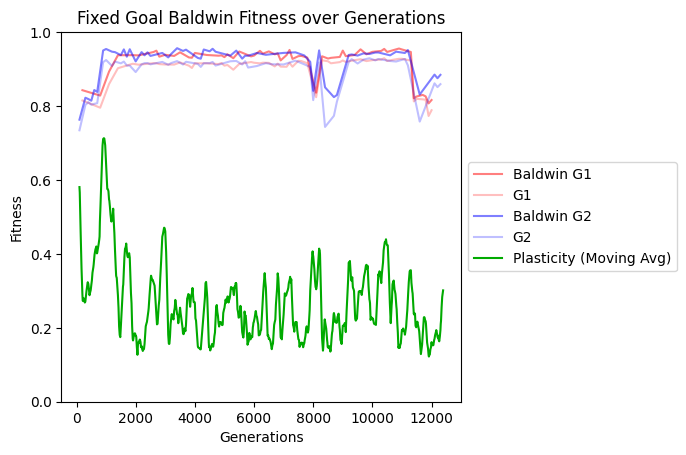 Fixed Goal Baldwin Fitness over Generations
1.0
0.8
0.6
0.4
0.2
0.0
Fitness
0 2000 4000 6000 8000 10000 12000
Generations
Baldwin G1
G1
Baldwin G2
G2
Plasticity (Moving Avg)